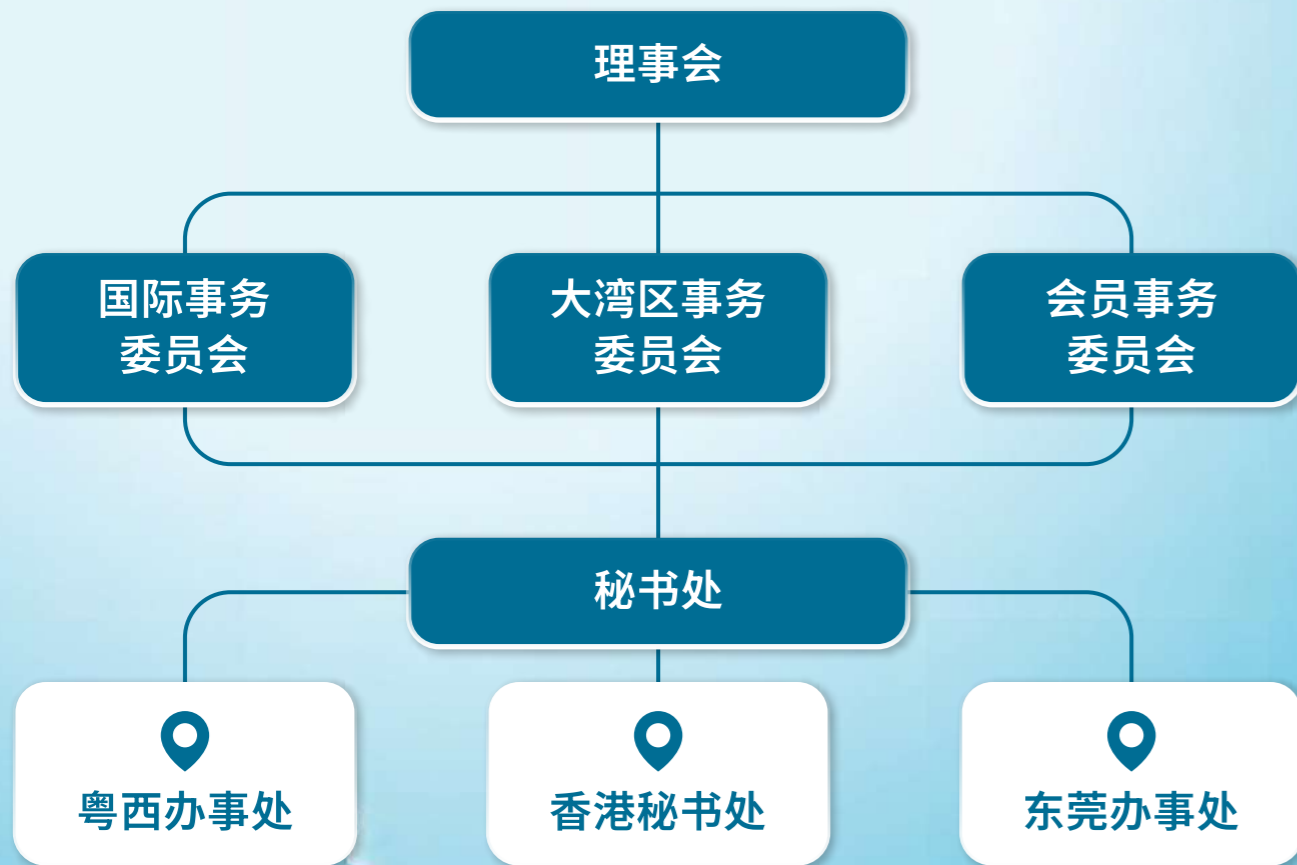 理事会
国际事务
委员会
大湾区事务
委员会
会员事务
委员会
秘书处
粤西办事处
香港秘书处
东莞办事处